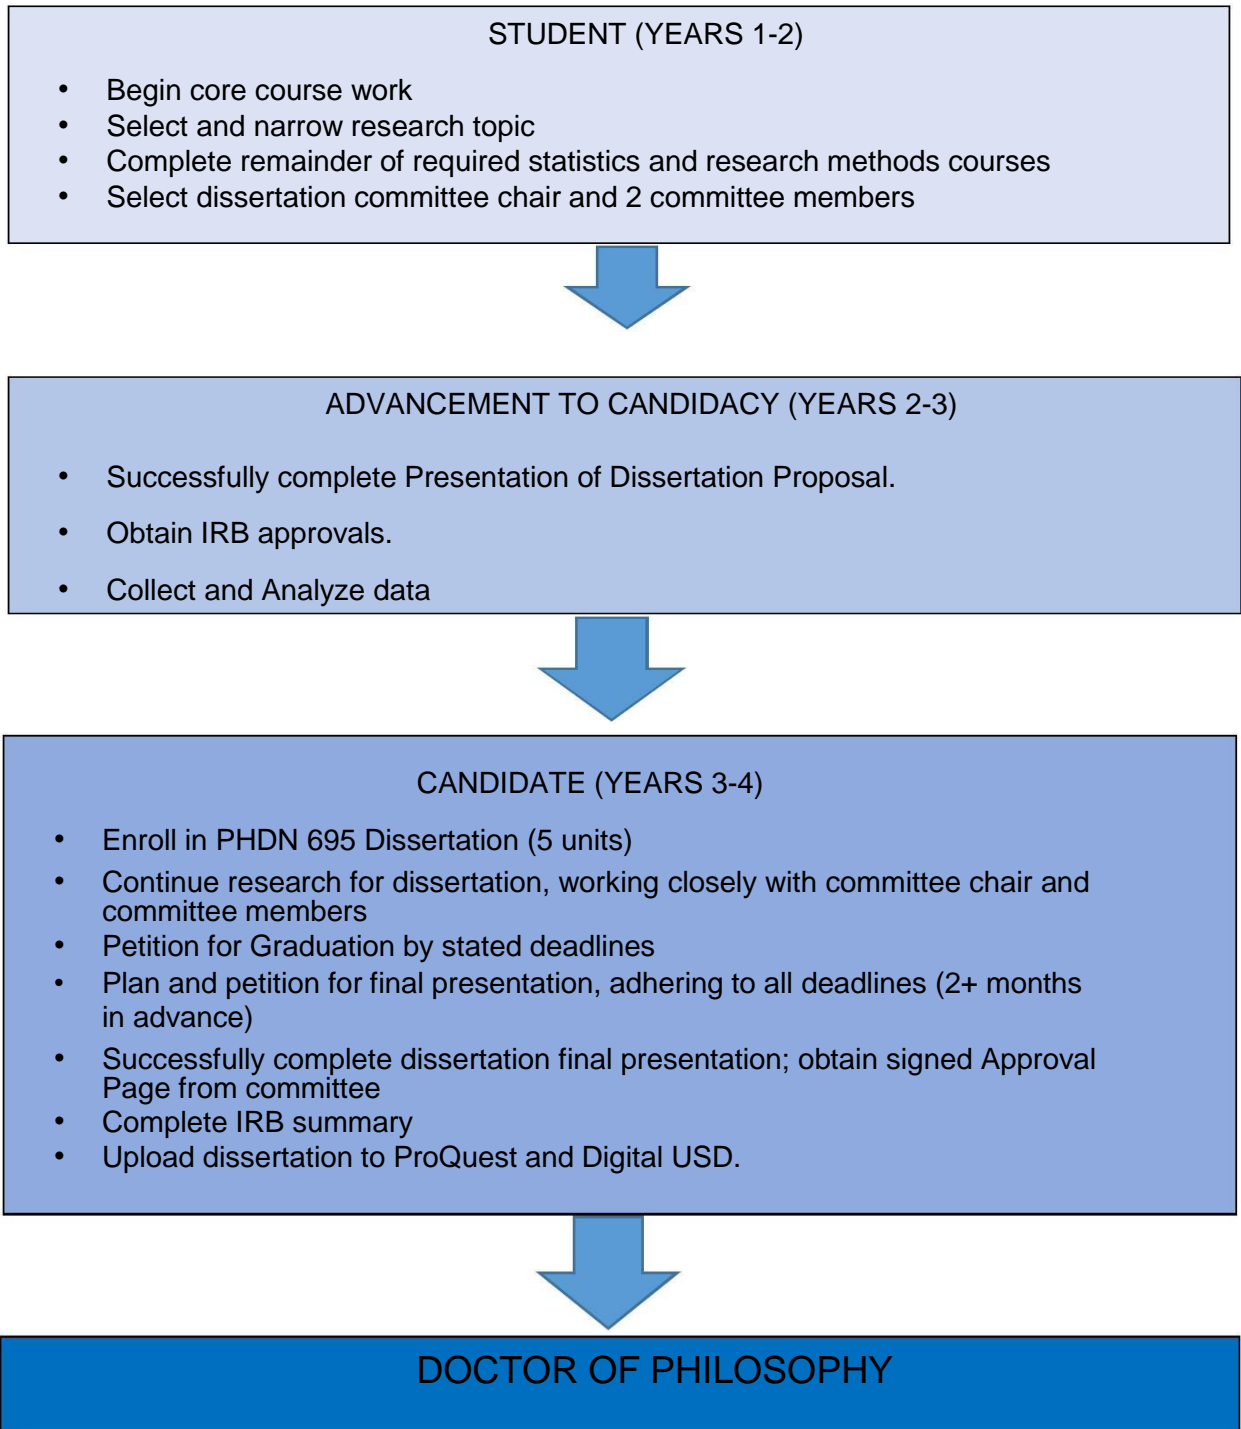 STUDENT (YEARS 1-2)
• Begin core course work
• Select and narrow research topic
• Complete remainder of required statistics and research methods courses
• Select dissertation committee chair and 2 committee members
ADVANCEMENT TO CANDIDACY (YEARS 2-3)
• Successfully complete Presentation of Dissertation Proposal.
• Obtain IRB approvals.
• Collect and Analyze data
CANDIDATE (YEARS 3-4)
• Enroll in PHDN 695 Dissertation (5 units)
• Continue research for dissertation, working closely with committee chair and
committee members
• Petition for Graduation by stated deadlines
• Plan and petition for final presentation, adhering to all deadlines (2+ months
in advance)
• Successfully complete dissertation final presentation; obtain signed Approval
Page from committee
• Complete IRB summary
• Upload dissertation to ProQuest and Digital USD.
DOCTOR OF PHILOSOPHY